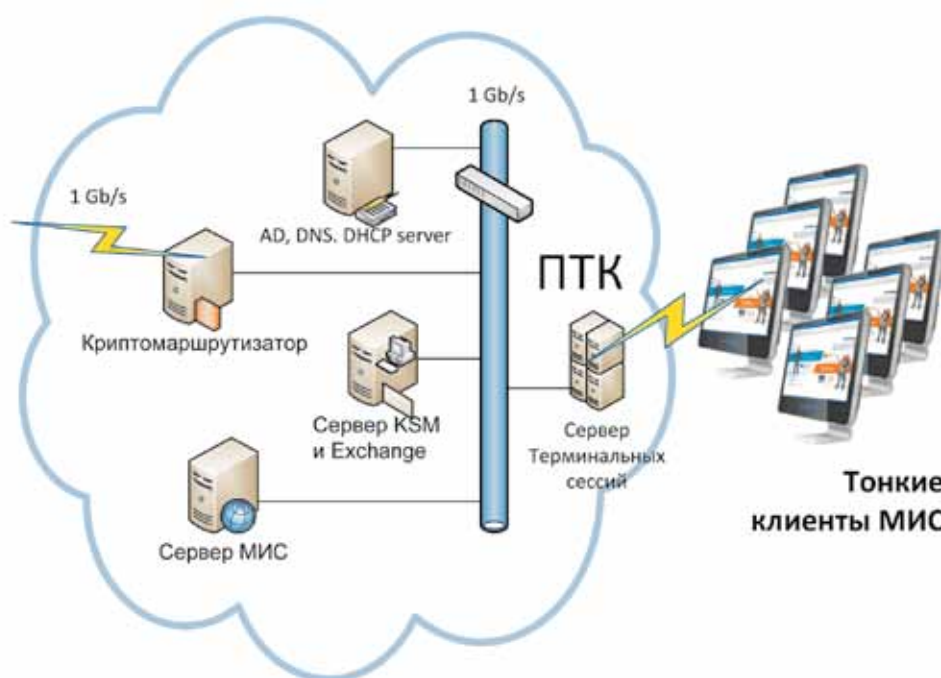 1 Gb/s
1 Gb/s
AD, DNS. DHCP server
ПТК
Криптомаршрутизатор
Сервер KSM
и Exchange
Сервер
Терминальных
сессий
Тонкие
клиенты МИС
Сервер МИС